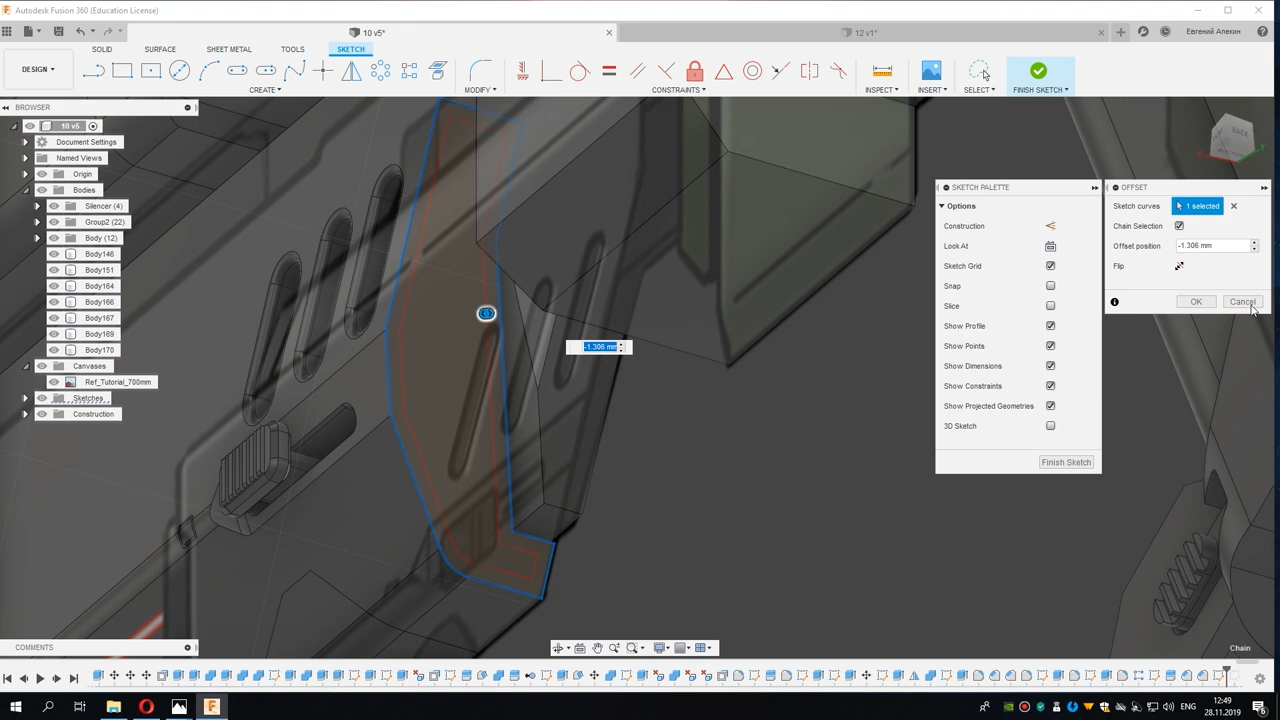 Autodesk Fusion 360 (Education License)
10 v5*
12 v1*
Евгений Апекин
DESIGN
SOLID
SURFACE
SHEET METAL
TOOLS
SKETCH
CREATE
MODIFY
CONSTRAINTS
INSPECT
INSERT
SELECT
FINISH SKETCH
BROWSER
10 v5
Document Settings
Named Views
Origin
Bodies
Silencer (4)
Group2 (22)
Body (12)
Body146
Body151
Body164
Body166
Body167
Body169
Body170
Canvases
Ref_Tutorial_700mm
Sketches
Construction
BACK
SKETCH PALETTE
Options
Construction
Look At
Sketch Grid
Snap
Slice
Show Profile
Show Points
Show Dimensions
Show Constraints
Show Projected Geometries
3D Sketch
Finish Sketch
OFFSET
Sketch curves
1 selected
Chain Selection
Offset position
-1.306 mm
Flip
OK
Cancel
-1.306 mm
COMMENTS
Chain
ENG
12:49
28.11.2019